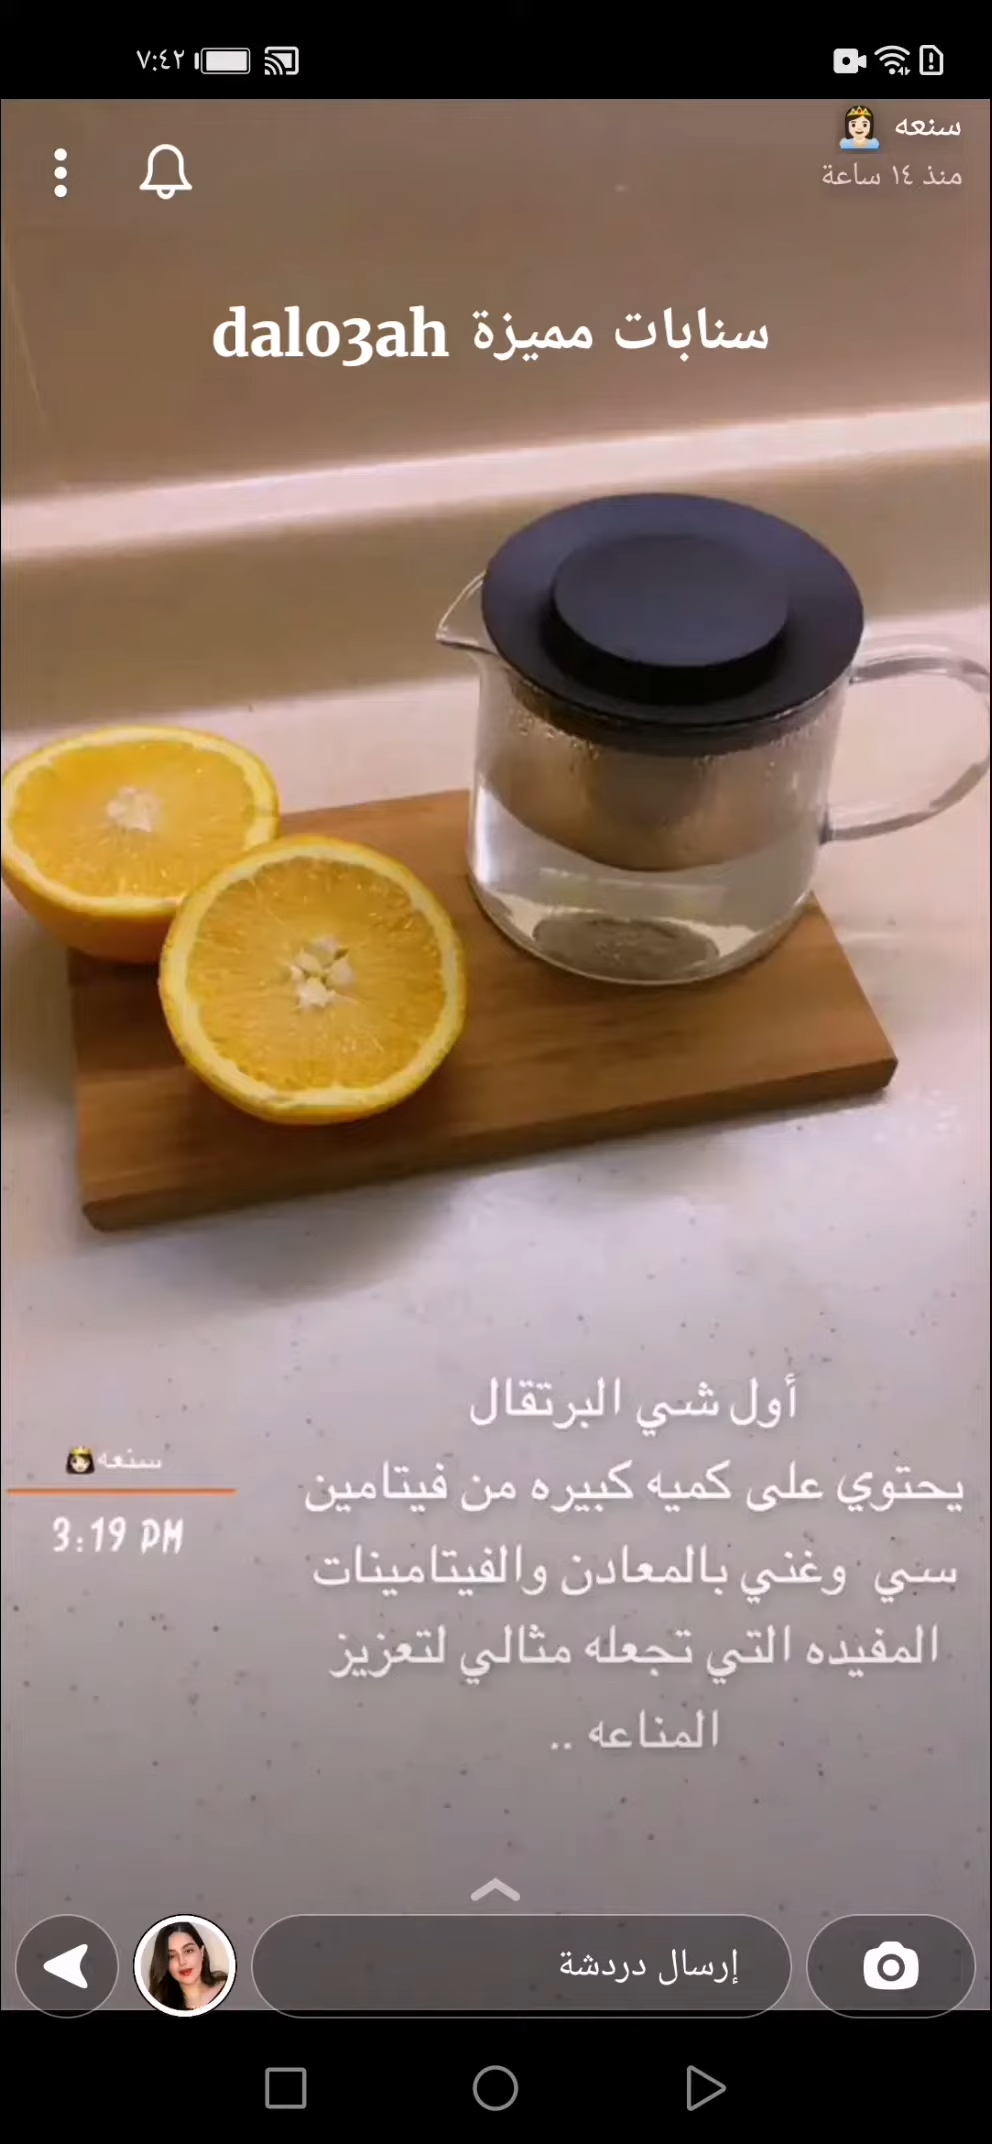 ٧:٤٢
سنعه
منذ ١٤ ساعة
سنابات مميزة dalo3ah
أول شي البرتقال
يحتوي على كميه كبيره من فيتامين
سي وغني بالمعادن والفيتامينات
المفيده التي تجعله مثالي لتعزيز
المناعه ..
سنعه
3:19 PM
إرسال دردشة